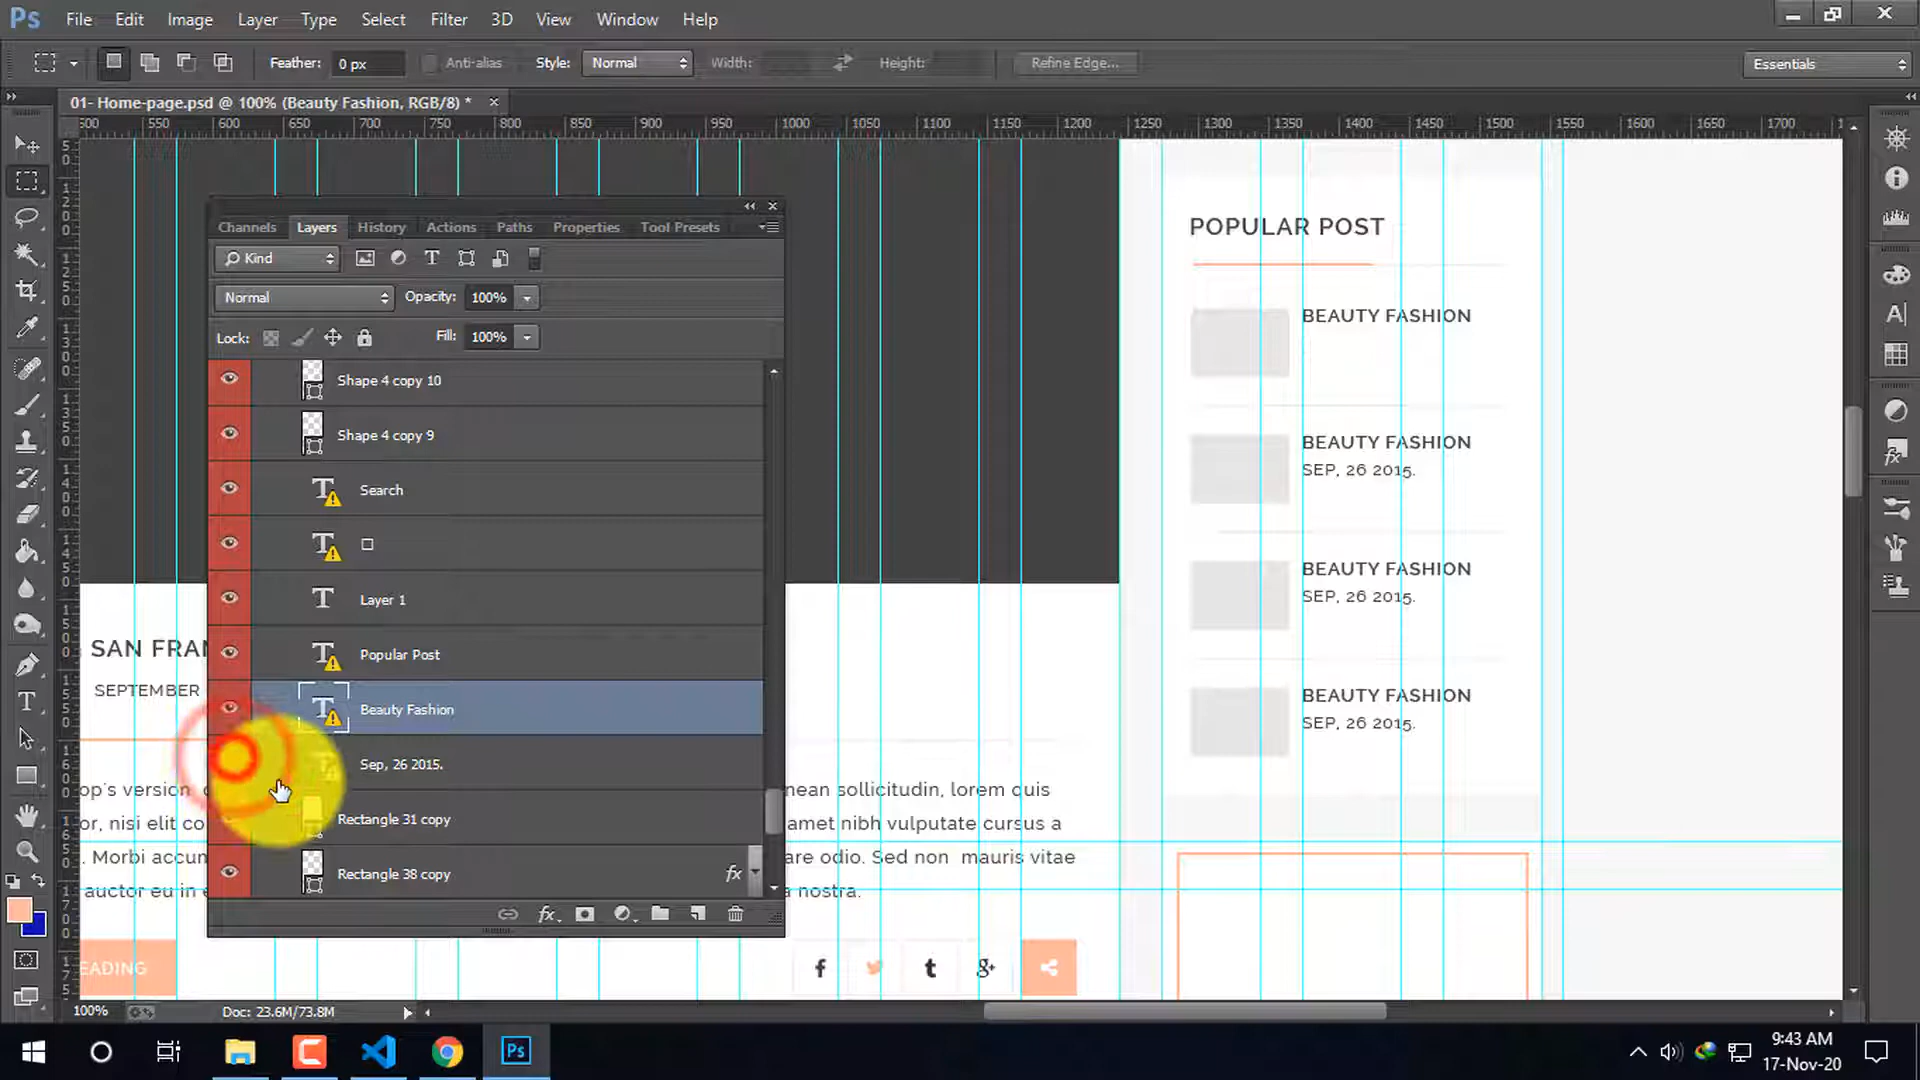 Ps File Edit Image Layer Type Select Filter 3D View Window Help
Feather: 0 px Anti-alias Style: Normal Width: Height: Refine Edge... Essentials
01- Home-page.psd @ 100% (Beauty Fashion, RGB/8) *
550 600 650 700 750 800 850 900 950 1000 1050 1100 1150 1200 1250 1300 1350 1400 1450 1500 1550 1600 1650 1700
Channels Layers History Actions Paths Properties Tool Presets
Kind
Normal Opacity: 100%
Lock: Fill: 100%
Shape 4 copy 10
Shape 4 copy 9
Search
Layer 1
Popular Post
Beauty Fashion
Sep, 26 2015.
Rectangle 31 copy
Rectangle 38 copy fx
POPULAR POST
BEAUTY FASHION
BEAUTY FASHION
SEP, 26 2015.
BEAUTY FASHION
SEP, 26 2015.
BEAUTY FASHION
SEP, 26 2015.
SAN FRAN
SEPTEMBER
op's version nean sollicitudin, lorem quis
or, nisi elit co amet nibh vulputate cursus a
. Morbi accum are odio. Sed non mauris vitae
auctor eu in e a nostra.
EADING
f t g+
100% Doc: 23.6M/73.8M
Ps
9:43 AM
17-Nov-20